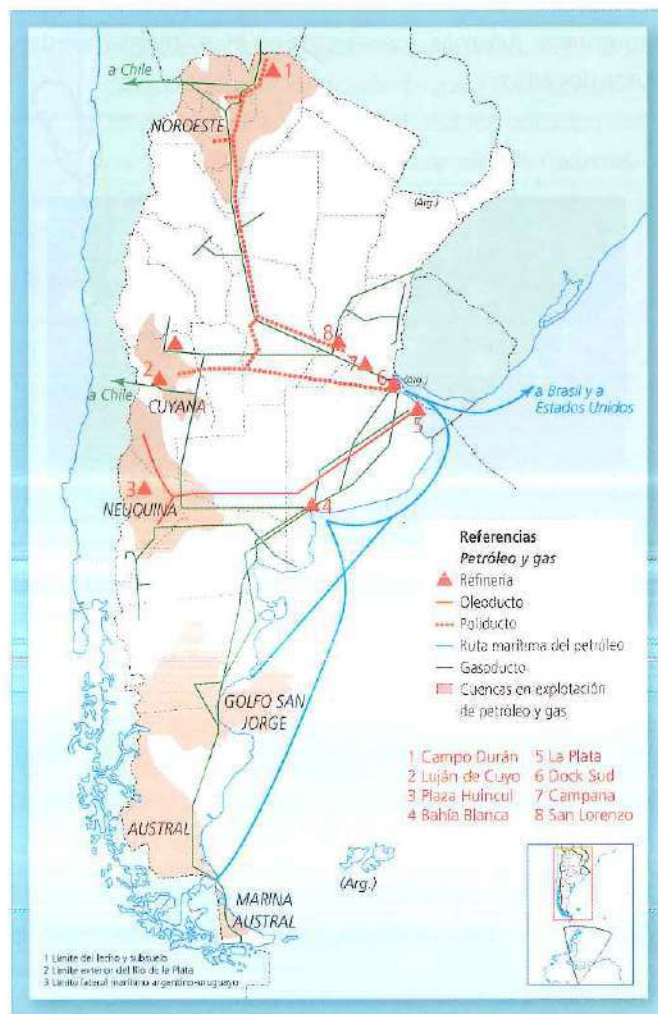 a Chile
1
NOROESTE
(Arg.)
8
7
6
(Arg.)
2
a Chile
CUYANA
5
a Brasil y a
Estados Unidos
3
NEUQUINA
4
Referencias
Petróleo y gas
Refinería
Oleoducto
Poliducto
Ruta marítima del petróleo
Gasoducto
Cuencas en explotación
de petróleo y gas
GOLFO SAN
JORGE
1 Campo Durán
2 Luján de Cuyo
3 Plaza Huincul
4 Bahía Blanca
5 La Plata
6 Dock Sud
7 Campana
8 San Lorenzo
AUSTRAL
(Arg.)
MARINA
AUSTRAL
1 Límite del lecho y subsuelo
2 Límite exterior del Río de la Plata
3 Límite lateral marítimo argentino-uruguayo